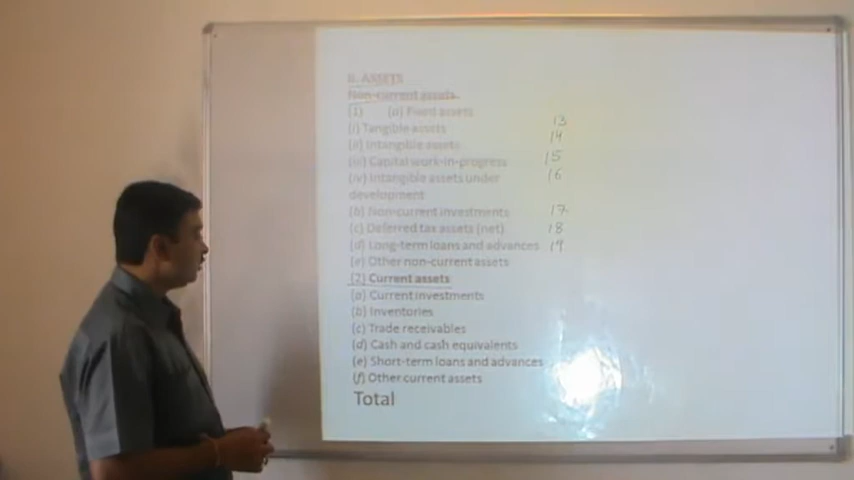 II. ASSETS
Non-current assets
(1) (a) Fixed assets
(i) Tangible assets 13
(ii) Intangible assets 14
(iii) Capital work-in-progress 15
(iv) Intangible assets under 16
development
(b) Non-current investments 17
(c) Deferred tax assets (net) 18
(d) Long-term loans and advances 19
(e) Other non-current assets
(2) Current assets
(a) Current investments
(b) Inventories
(c) Trade receivables
(d) Cash and cash equivalents
(e) Short-term loans and advances
(f) Other current assets
Total